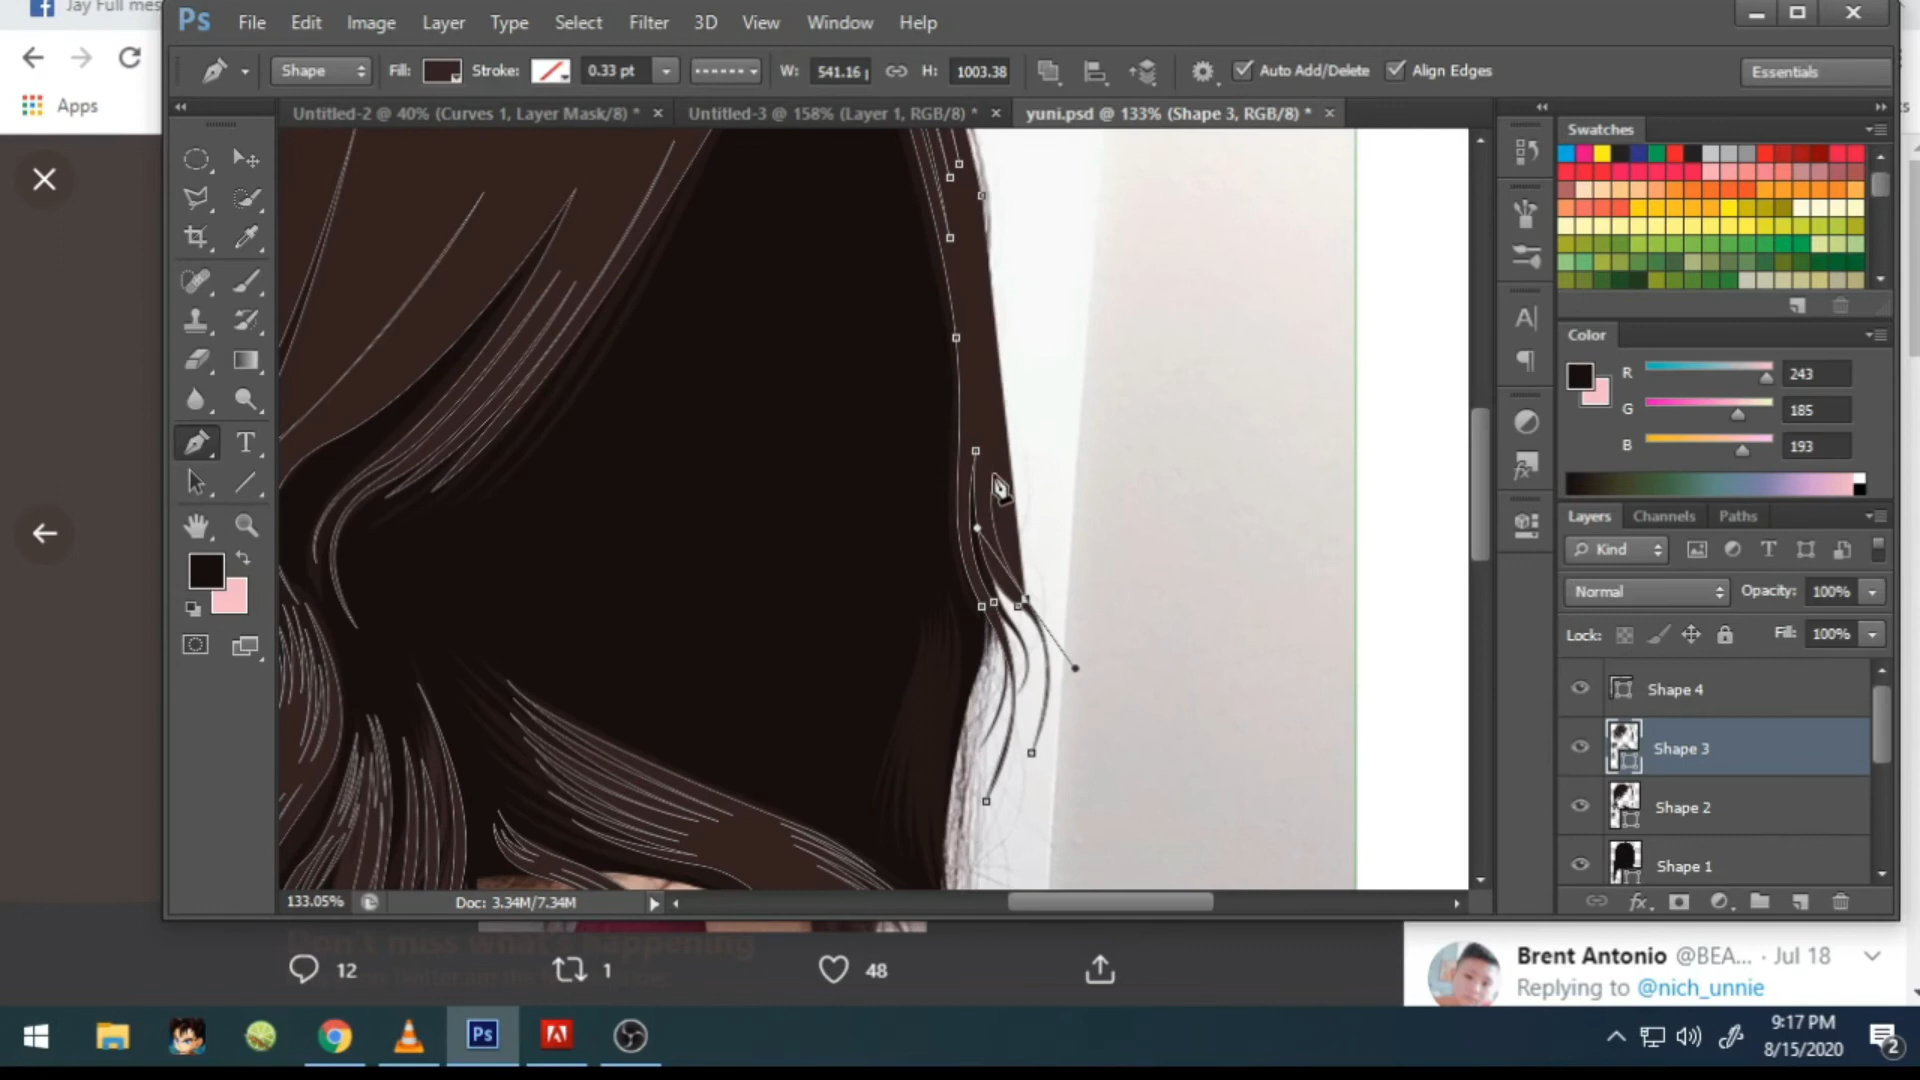 Jay Full mes
Apps
Ps
File Edit Image Layer Type Select Filter 3D View Window Help
Shape Fill: Stroke: 0.33 pt W: 541.16 H: 1003.38 Auto Add/Delete Align Edges Essentials
Untitled-2 @ 40% (Curves 1, Layer Mask/8) * × Untitled-3 @ 158% (Layer 1, RGB/8) * × yuni.psd @ 133% (Shape 3, RGB/8) * ×
Swatches
Color
R 243
G 185
B 193
Layers Channels Paths
Kind
Normal Opacity: 100%
Lock: Fill: 100%
Shape 4
Shape 3
Shape 2
Shape 1
133.05% Doc: 3.34M/7.34M
Don't miss what's happening
12 1 48
Brent Antonio @BEA... · Jul 18
Replying to @nich_unnie
9:17 PM
8/15/2020
2